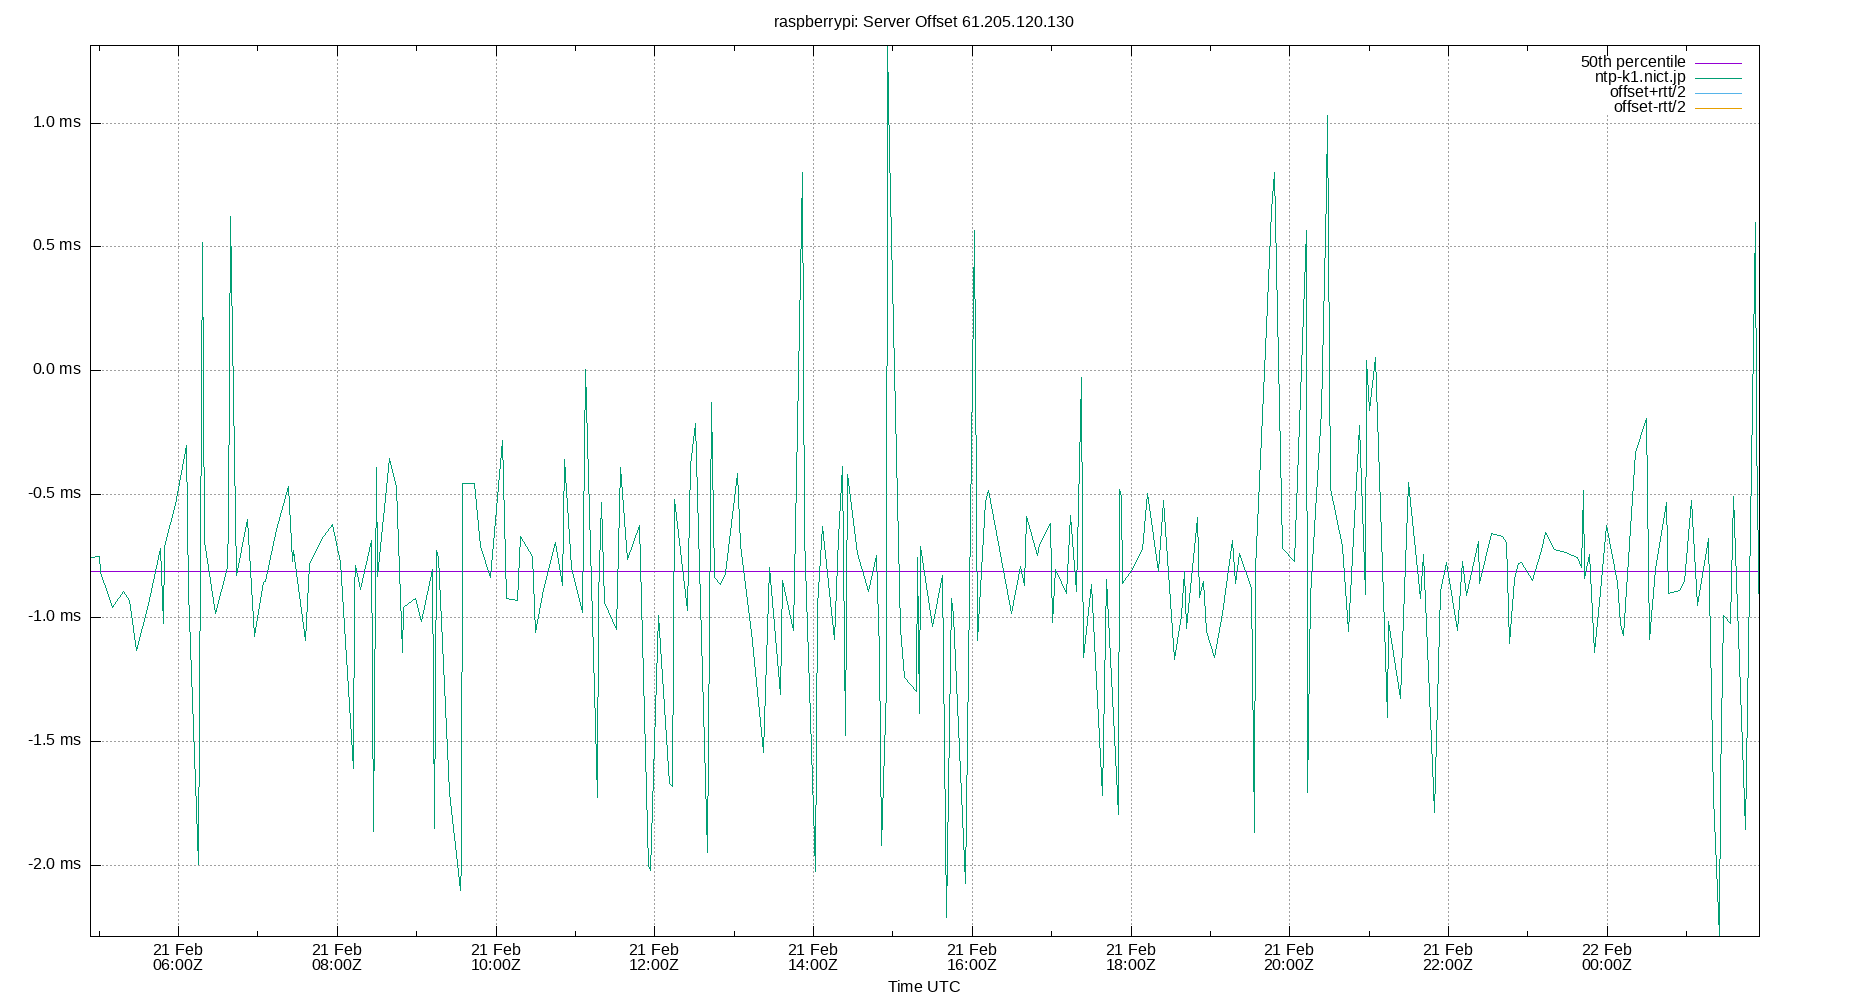 raspberrypi: Server Offset 61.205.120.130
50th percentile
ntp-k1.nict.jp
offset+rtt/2
offset-rtt/2
1.0 ms
0.5 ms
0.0 ms
-0.5 ms
-1.0 ms
-1.5 ms
-2.0 ms
21 Feb 21 Feb 21 Feb 21 Feb 21 Feb 21 Feb 21 Feb 21 Feb 21 Feb 22 Feb
06:00Z 08:00Z 10:00Z 12:00Z 14:00Z 16:00Z 18:00Z 20:00Z 22:00Z 00:00Z
Time UTC